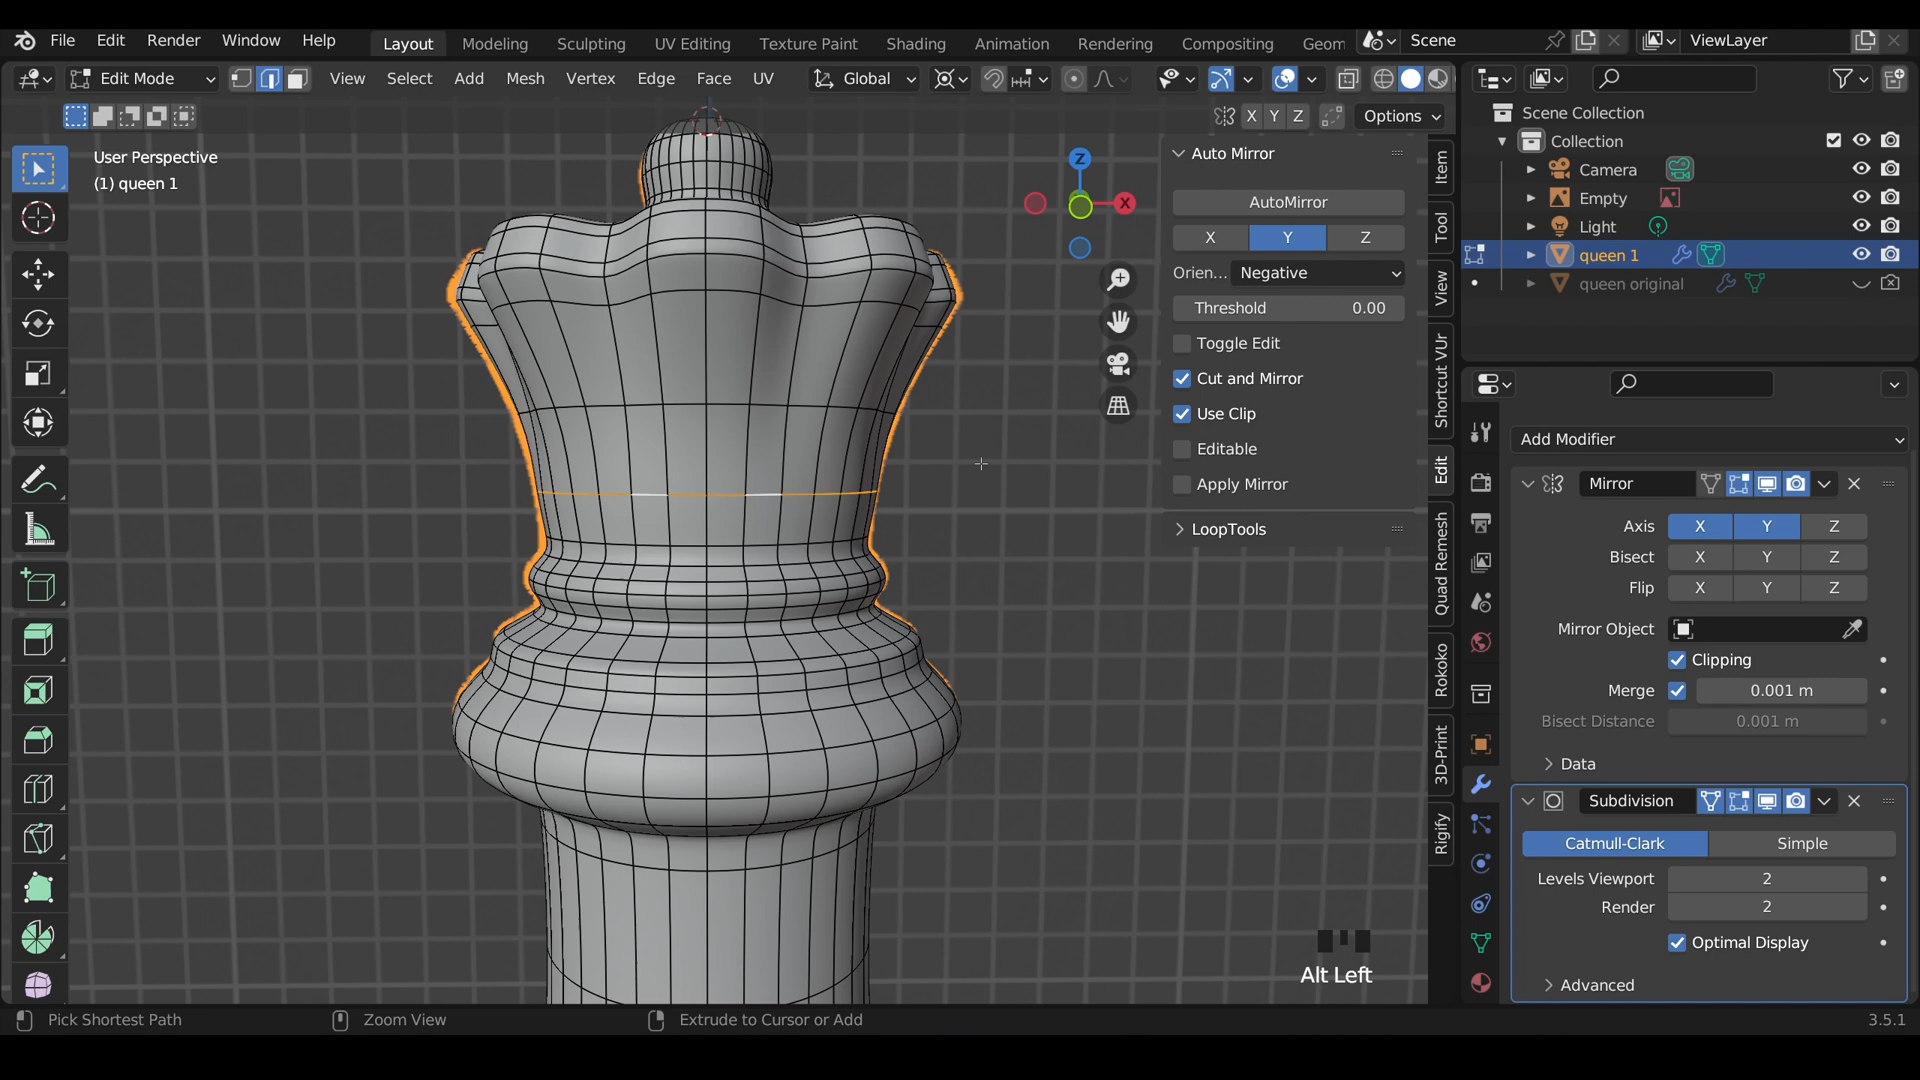 File Edit Render Window Help Layout Modeling Sculpting UV Editing Texture Paint Shading Animation Rendering Compositing Geom Scene ViewLayer
Edit Mode View Select Add Mesh Vertex Edge Face UV Global
X Y Z Options
User Perspective
(1) queen 1
Z
X
Auto Mirror
AutoMirror
X Y Z
Orien... Negative
Threshold 0.00
Toggle Edit
Cut and Mirror
Use Clip
Editable
Apply Mirror
LoopTools
Item
Tool
View
Shortcut VUr
Edit
Quad Remesh
Rokoko
3D-Print
Rigify
Scene Collection
Collection
Camera
Empty
Light
queen 1
queen original
Add Modifier
Mirror
Axis X Y Z
Bisect X Y Z
Flip X Y Z
Mirror Object
Clipping
Merge 0.001 m
Bisect Distance 0.001 m
Data
Subdivision
Catmull-Clark Simple
Levels Viewport 2
Render 2
Optimal Display
Advanced
Alt Left
Pick Shortest Path Zoom View Extrude to Cursor or Add 3.5.1